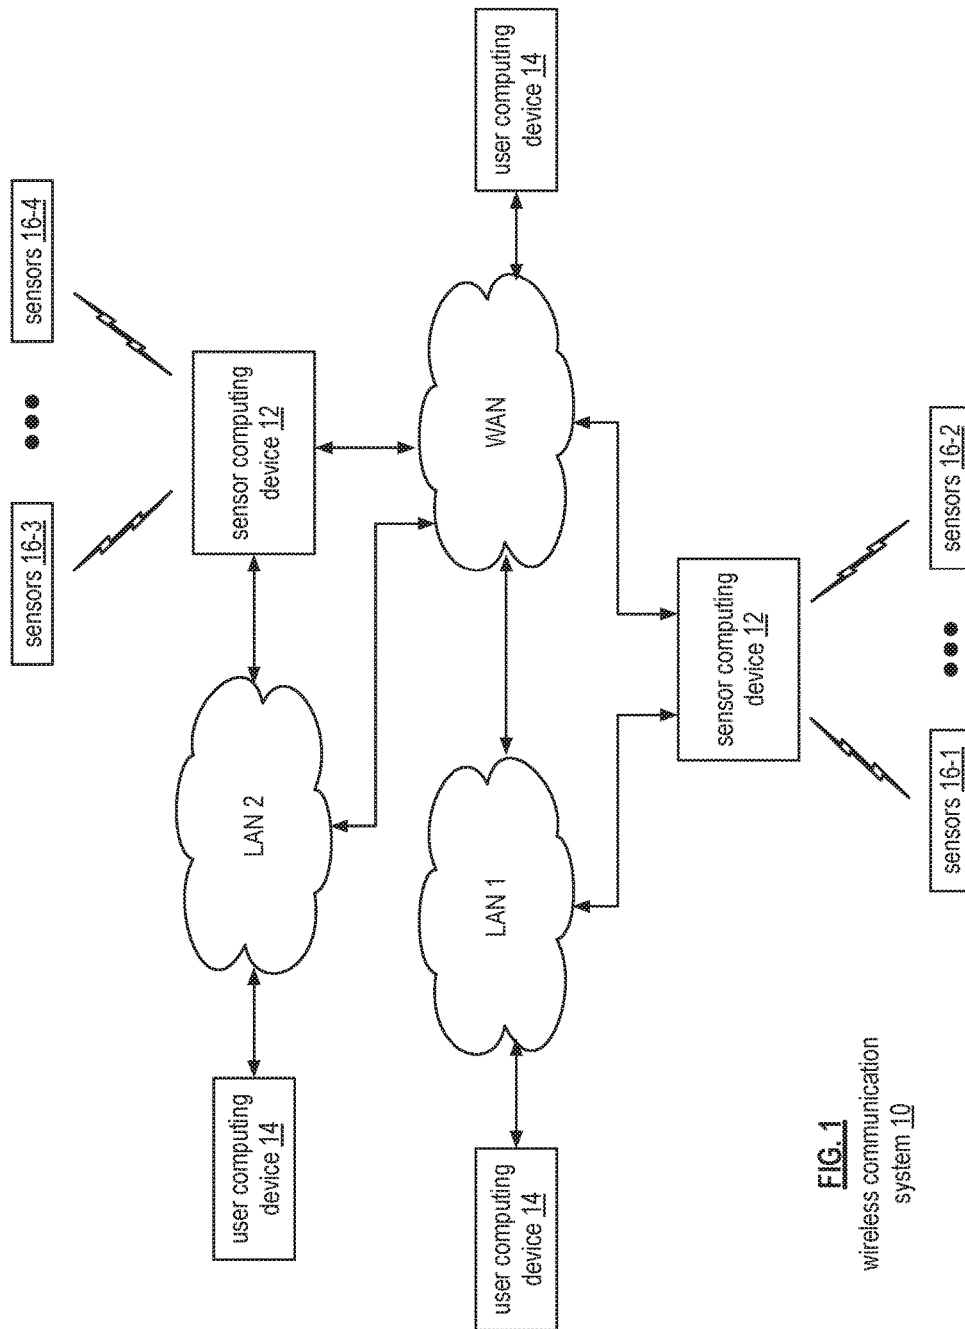 sensors 16-3
sensors 16-4
sensor computing
device 12
user computing
device 14
LAN 2
WAN
user computing
device 14
user computing
device 14
LAN 1
sensor computing
device 12
sensors 16-1
sensors 16-2
FIG. 1
wireless communication
system 10